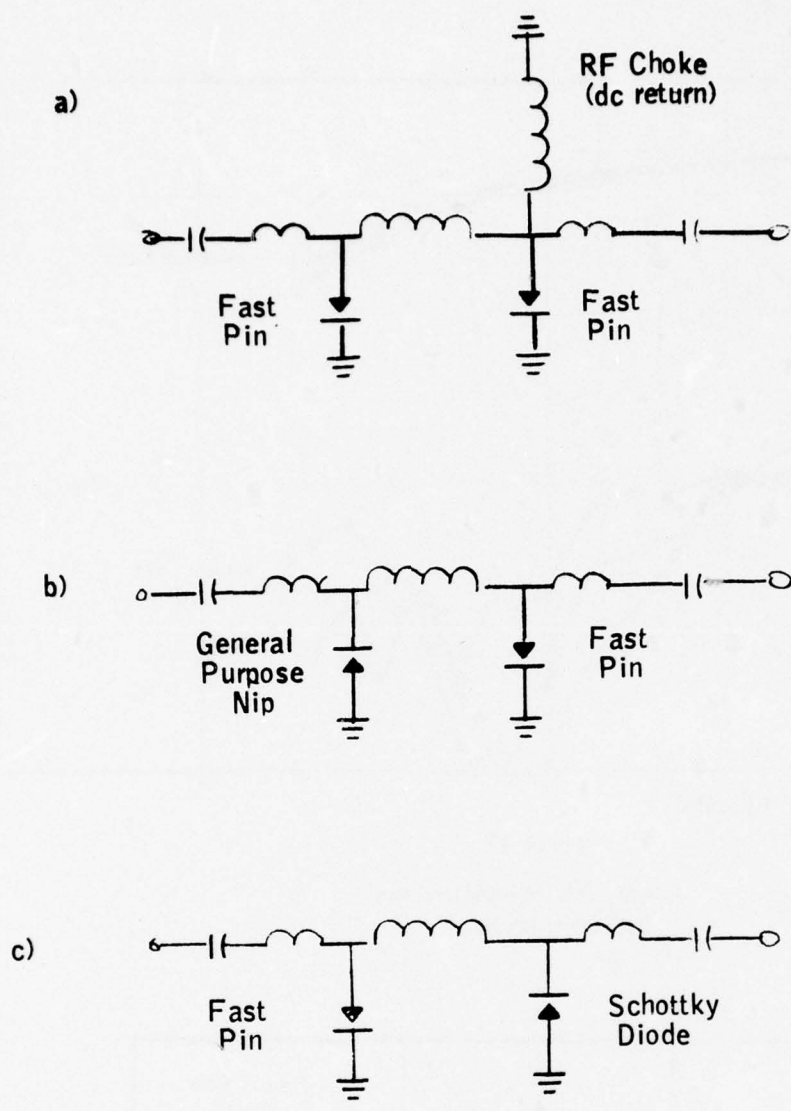 a)
RF Choke
(dc return)
Fast
Pin
Fast
Pin
b)
General
Purpose
Nip
Fast
Pin
c)
Fast
Pin
Schottky
Diode